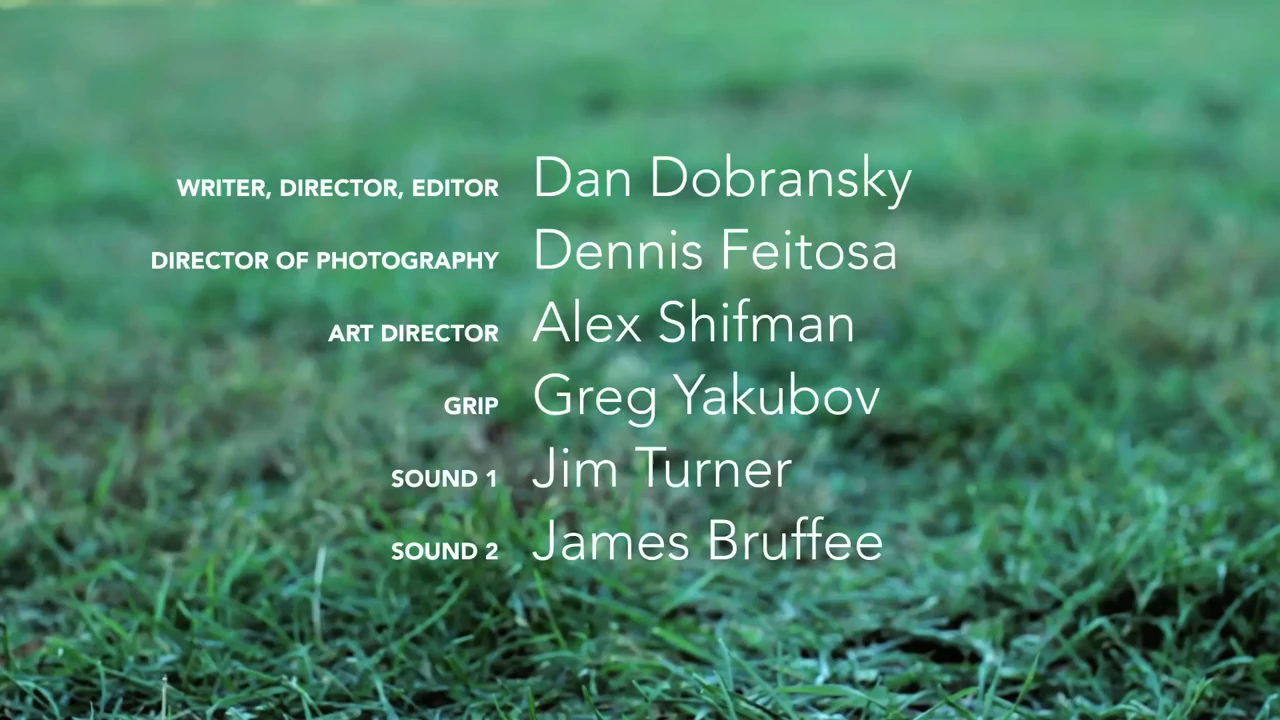 WRITER, DIRECTOR, EDITOR Dan Dobransky
DIRECTOR OF PHOTOGRAPHY Dennis Feitosa
ART DIRECTOR Alex Shifman
GRIP Greg Yakubov
SOUND 1 Jim Turner
SOUND 2 James Bruffee